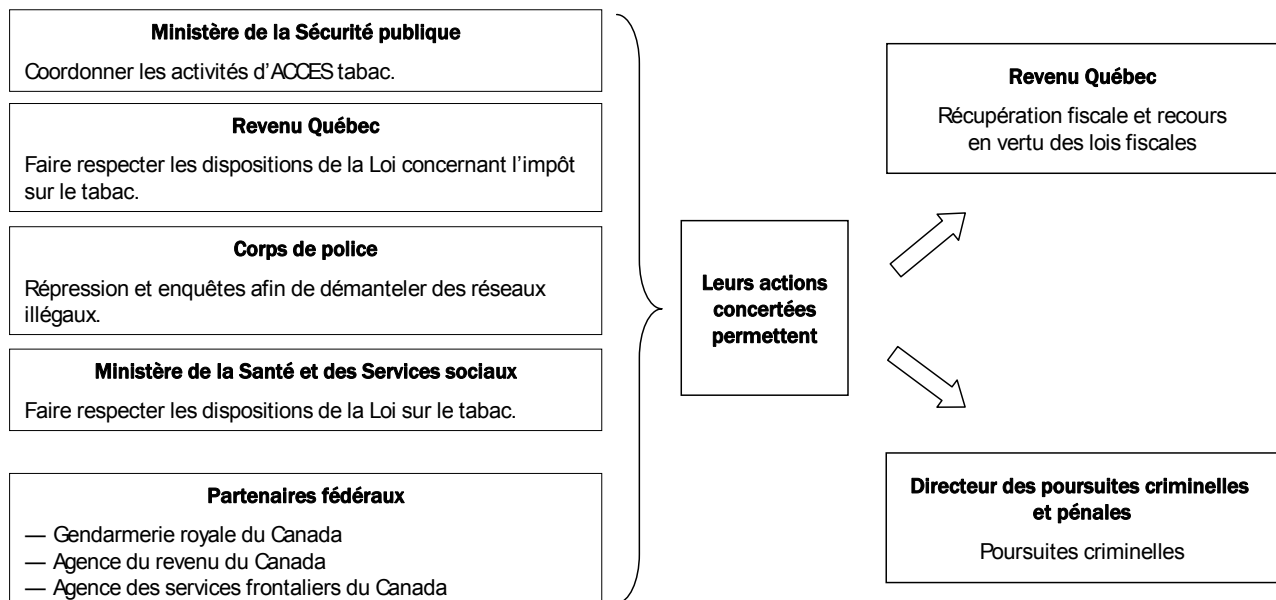 Ministère de la Sécurité publique
Coordonner les activités d'ACCES tabac.
Revenu Québec
Faire respecter les dispositions de la Loi concernant l'impôt
sur le tabac.
Corps de police
Répression et enquêtes afin de démanteler des réseaux
illégaux.
Ministère de la Santé et des Services sociaux
Faire respecter les dispositions de la Loi sur le tabac.
Partenaires fédéraux
— Gendarmerie royale du Canada
— Agence du revenu du Canada
— Agence des services frontaliers du Canada
Leurs actions
concertées
permettent
Revenu Québec
Récupération fiscale et recours
en vertu des lois fiscales
Directeur des poursuites criminelles
et pénales
Poursuites criminelles